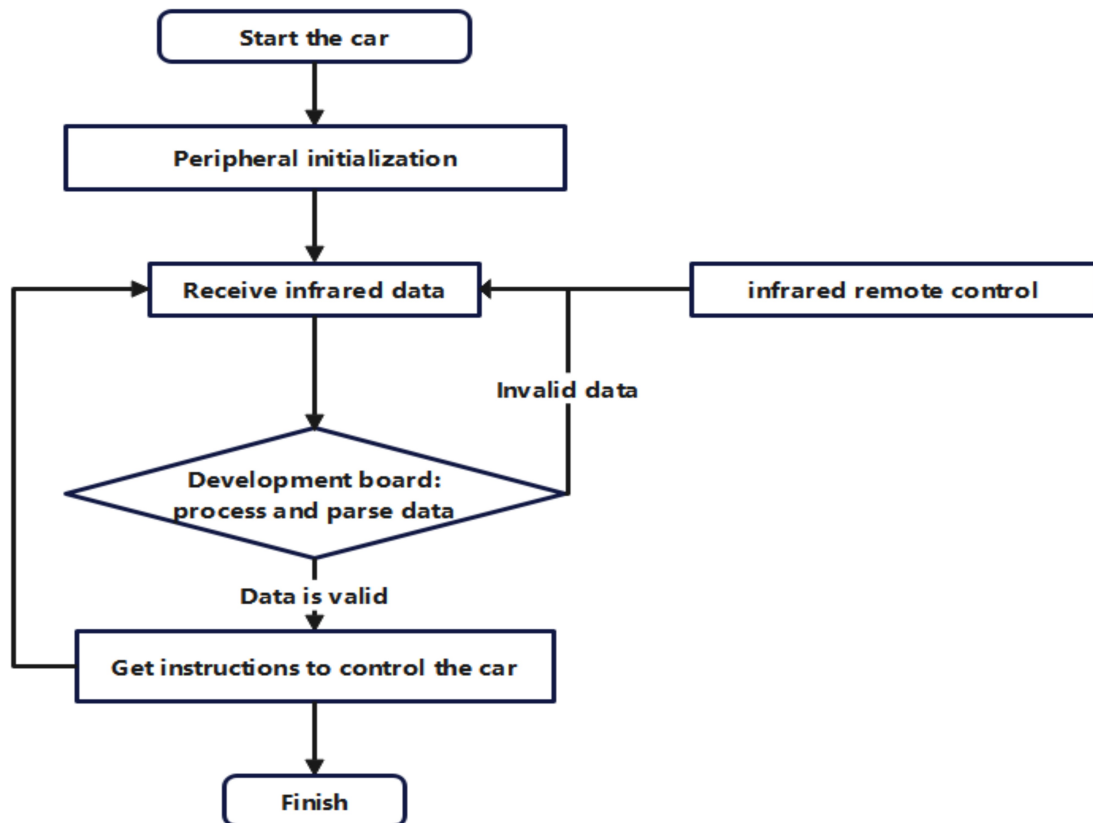 Start the car
Peripheral initialization
Receive infrared data
infrared remote control
Invalid data
Development board:
process and parse data
Data is valid
Get instructions to control the car
Finish